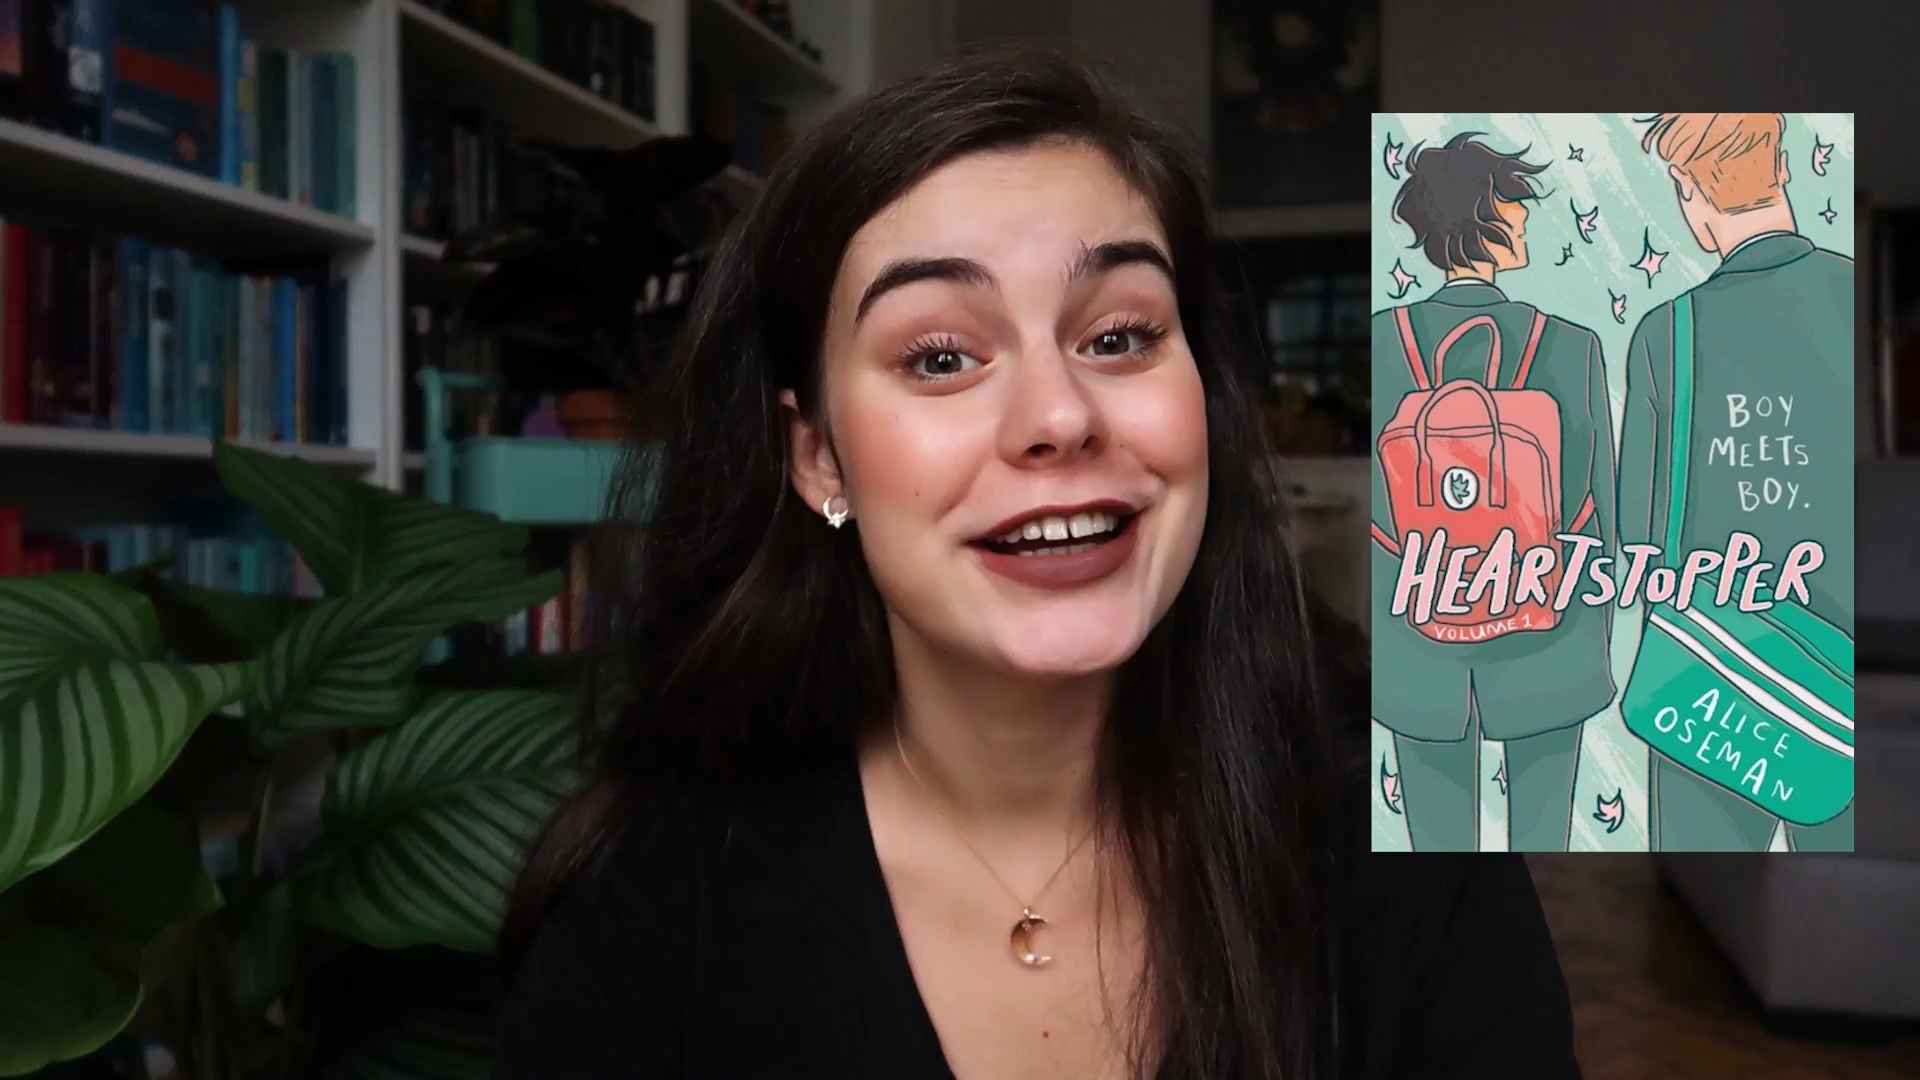 BOY
MEETS
BOY.
HEARTSTOPPER
VOLUME 1
ALICE
OSEMAN